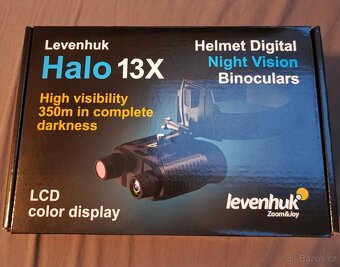 Levenhuk
Halo 13X
High visibility
350m in complete
darkness
Helmet Digital
Night Vision
Binoculars
LCD
color display
levenhuk
Zoom&Joy
Bazos.cz